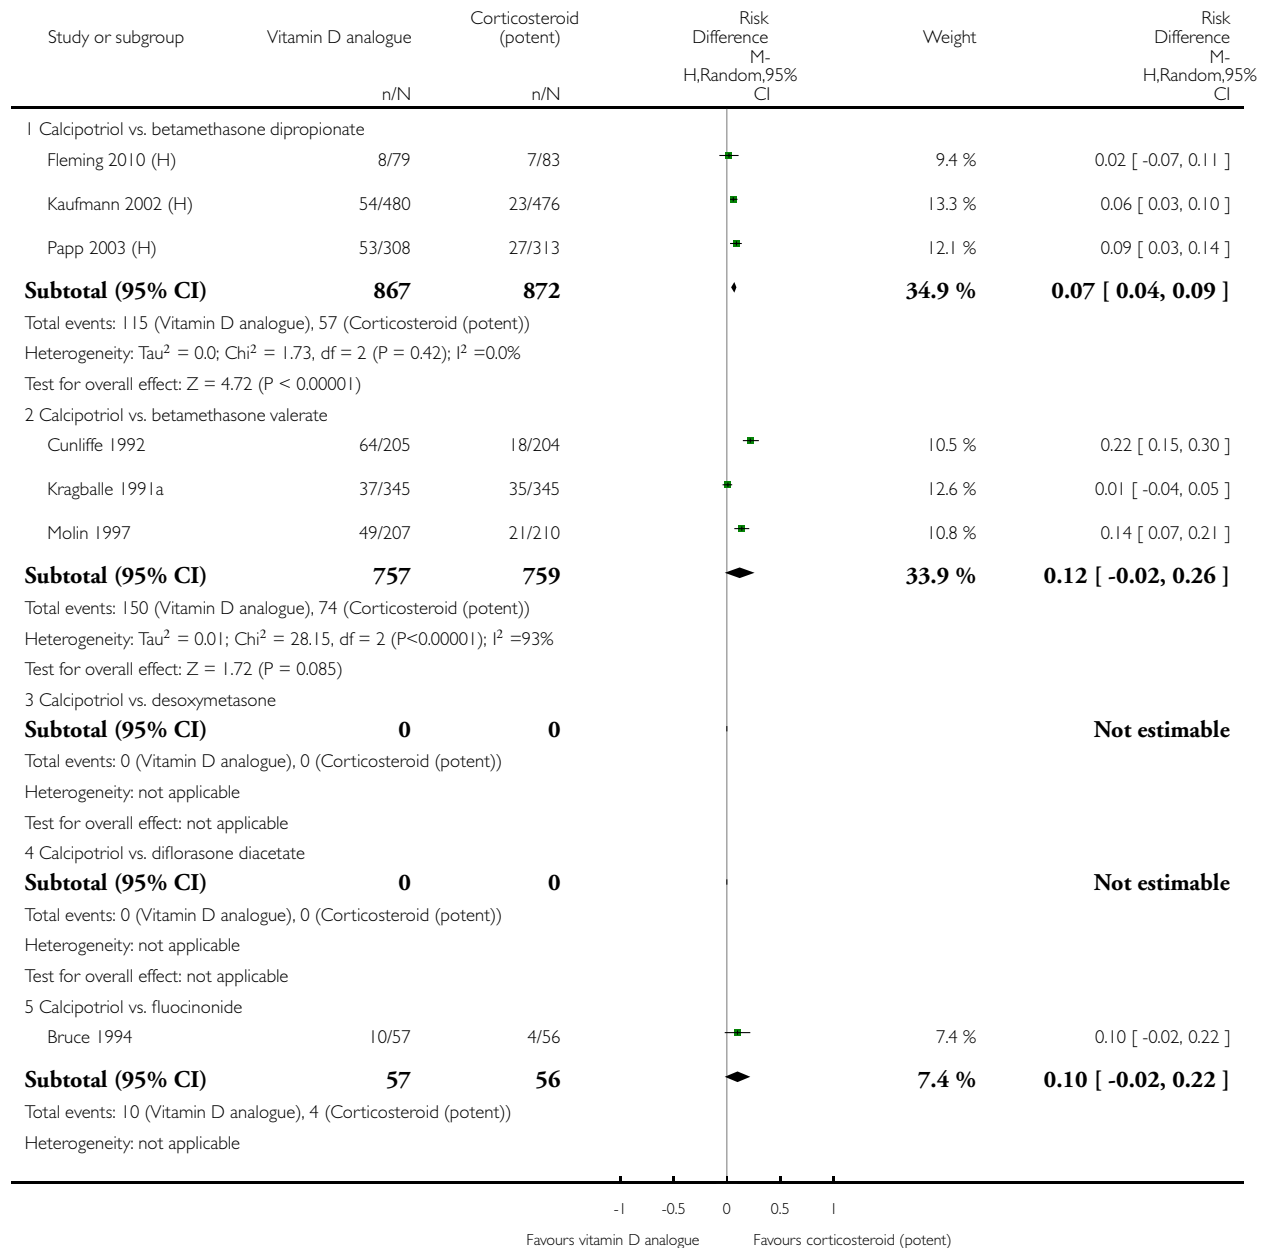 Study or subgroup Vitamin D analogue Corticosteroid (potent) Risk Difference Weight Risk Difference
n/N n/N M-H,Random,95% CI M-H,Random,95% CI
1 Calcipotriol vs. betamethasone dipropionate
Fleming 2010 (H) 8/79 7/83 9.4 % 0.02 [ -0.07, 0.11 ]
Kaufmann 2002 (H) 54/480 23/476 13.3 % 0.06 [ 0.03, 0.10 ]
Papp 2003 (H) 53/308 27/313 12.1 % 0.09 [ 0.03, 0.14 ]
Subtotal (95% CI) 867 872 34.9 % 0.07 [ 0.04, 0.09 ]
Total events: 115 (Vitamin D analogue), 57 (Corticosteroid (potent))
Heterogeneity: Tau² = 0.0; Chi² = 1.73, df = 2 (P = 0.42); I² =0.0%
Test for overall effect: Z = 4.72 (P < 0.00001)
2 Calcipotriol vs. betamethasone valerate
Cunliffe 1992 64/205 18/204 10.5 % 0.22 [ 0.15, 0.30 ]
Kragballe 1991a 37/345 35/345 12.6 % 0.01 [ -0.04, 0.05 ]
Molin 1997 49/207 21/210 10.8 % 0.14 [ 0.07, 0.21 ]
Subtotal (95% CI) 757 759 33.9 % 0.12 [ -0.02, 0.26 ]
Total events: 150 (Vitamin D analogue), 74 (Corticosteroid (potent))
Heterogeneity: Tau² = 0.01; Chi² = 28.15, df = 2 (P<0.00001); I² =93%
Test for overall effect: Z = 1.72 (P = 0.085)
3 Calcipotriol vs. desoxymetasone
Subtotal (95% CI) 0 0 Not estimable
Total events: 0 (Vitamin D analogue), 0 (Corticosteroid (potent))
Heterogeneity: not applicable
Test for overall effect: not applicable
4 Calcipotriol vs. diflorasone diacetate
Subtotal (95% CI) 0 0 Not estimable
Total events: 0 (Vitamin D analogue), 0 (Corticosteroid (potent))
Heterogeneity: not applicable
Test for overall effect: not applicable
5 Calcipotriol vs. fluocinonide
Bruce 1994 10/57 4/56 7.4 % 0.10 [ -0.02, 0.22 ]
Subtotal (95% CI) 57 56 7.4 % 0.10 [ -0.02, 0.22 ]
Total events: 10 (Vitamin D analogue), 4 (Corticosteroid (potent))
Heterogeneity: not applicable
-1 -0.5 0 0.5 1
Favours vitamin D analogue Favours corticosteroid (potent)